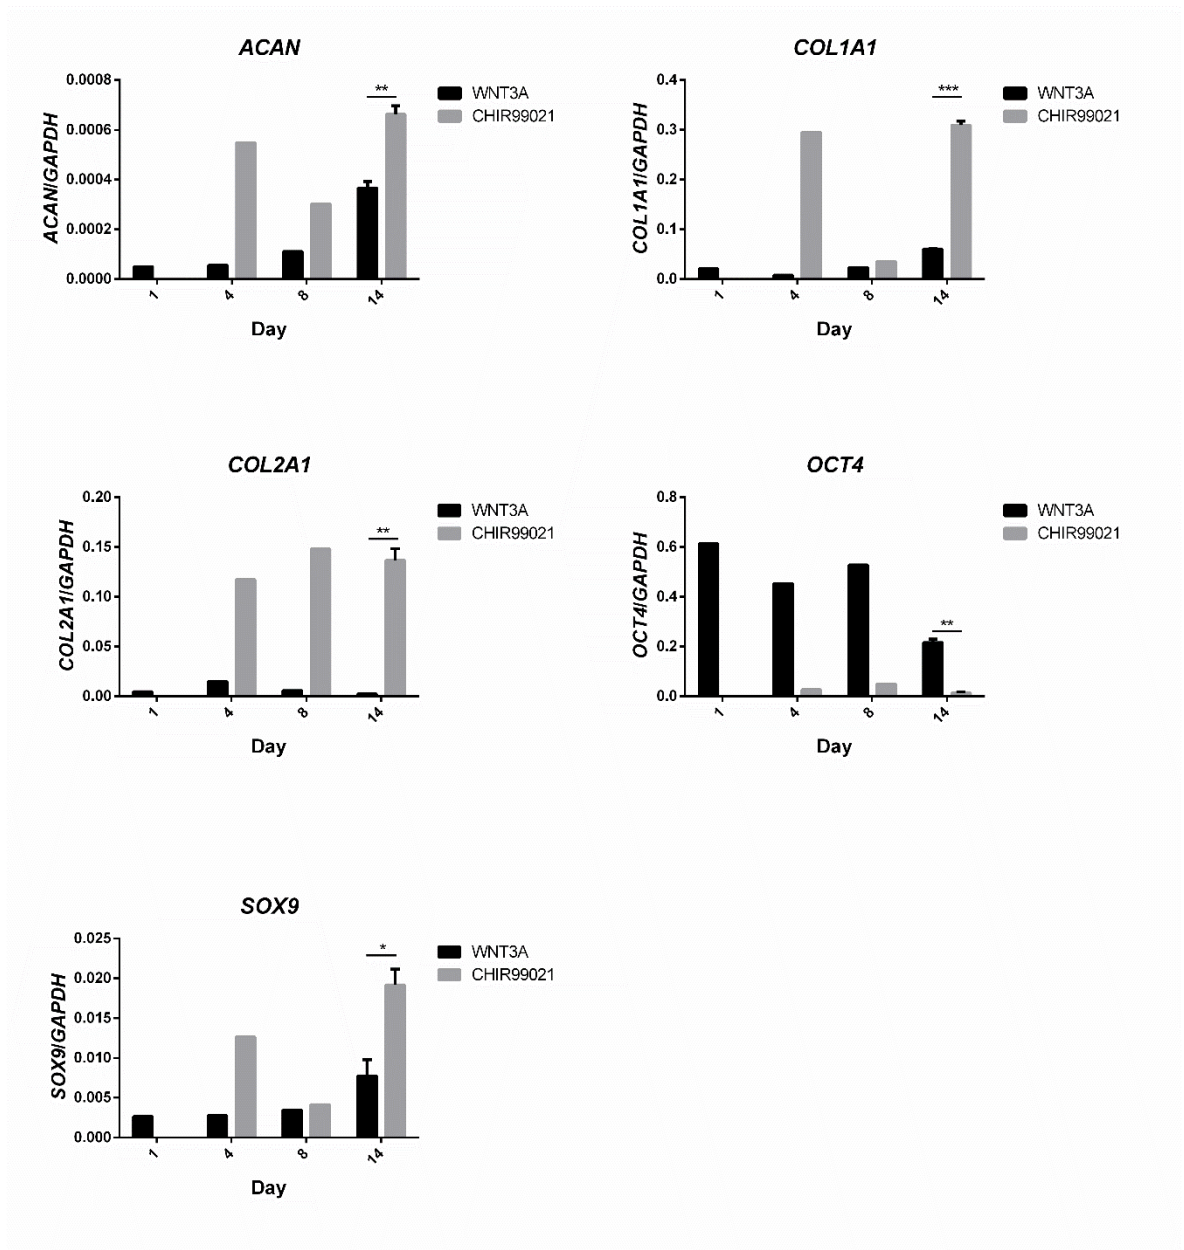 ACAN
ACAN/GAPDH
0.0008
0.0006
0.0004
0.0002
0.0000
**
WNT3A
CHIR99021
1 4 8 14
Day
COL1A1
COL1A1/GAPDH
0.4
0.3
0.2
0.1
0.0
***
WNT3A
CHIR99021
1 4 8 14
Day
COL2A1
COL2A1/GAPDH
0.20
0.15
0.10
0.05
0.00
**
WNT3A
CHIR99021
1 4 8 14
Day
OCT4
OCT4/GAPDH
0.8
0.6
0.4
0.2
0.0
**
WNT3A
CHIR99021
1 4 8 14
Day
SOX9
SOX9/GAPDH
0.025
0.020
0.015
0.010
0.005
0.000
*
WNT3A
CHIR99021
1 4 8 14
Day